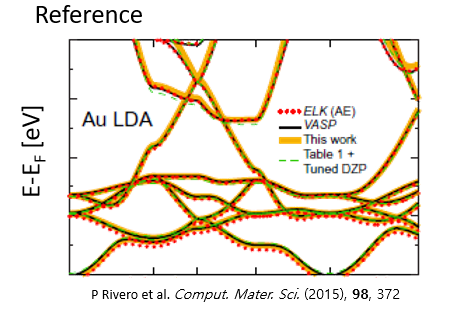 Reference
E-EF [eV]
Au LDA
ELK (AE)
VASP
This work
Table 1 +
Tuned DZP
P Rivero et al. Comput. Mater. Sci. (2015), 98, 372